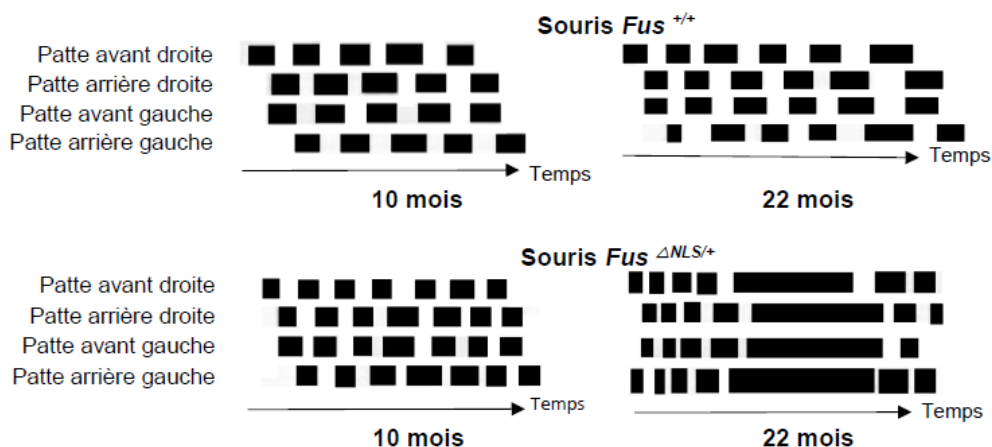 Souris Fus +/+
Patte avant droite
Patte arrière droite
Patte avant gauche
Patte arrière gauche
Temps
Temps
10 mois
22 mois
Souris Fus △NLS/+
Patte avant droite
Patte arrière droite
Patte avant gauche
Patte arrière gauche
Temps
Temps
10 mois
22 mois